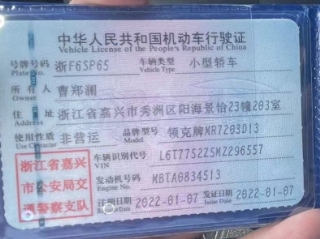 中华人民共和国机动车行驶证
Vehicle License of the People's Republic of China
号牌号码 浙F6SP65 车辆类型 小型轿车
Plate No. Vehicle Type
所有人 曹郑澜
Owner
住址 浙江省嘉兴市秀洲区阳海景怡23幢203室
Address
使用性质 非营运 品牌型号 领克牌MR7203D13
Use Character Model
浙江省嘉兴市公安局交通警察支队
车辆识别代号 L6T77S2Z5MZ296557
VIN
发动机号码 MBTA0834513
Engine No.
注册日期 2022-01-07 发证日期 2022-01-07
Register Date Issue Date